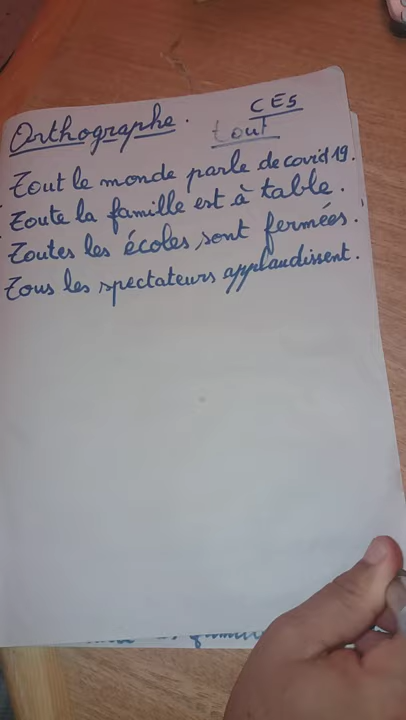 Orthographe. CE5
tout
Tout le monde parle de covid 19.
Toute la famille est à table.
Toutes les écoles sont fermées.
Tous les spectateurs applaudissent.